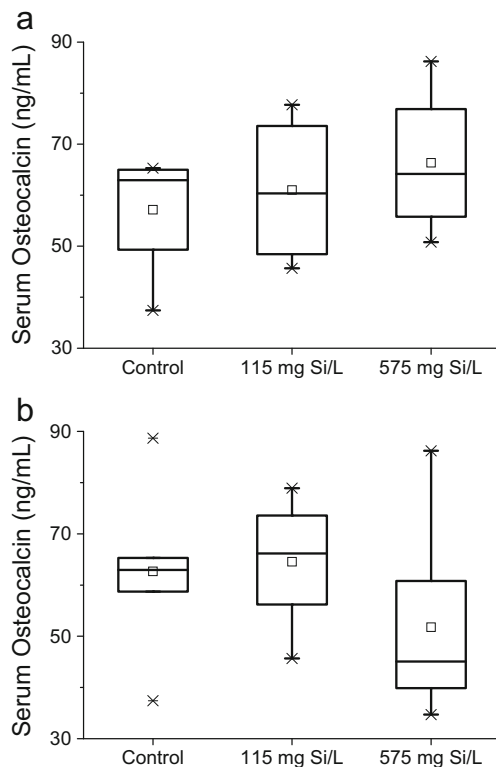 a
Serum Osteocalcin (ng/mL)
90
70
50
30
Control 115 mg Si/L 575 mg Si/L
b
Serum Osteocalcin (ng/mL)
90
70
50
30
Control 115 mg Si/L 575 mg Si/L